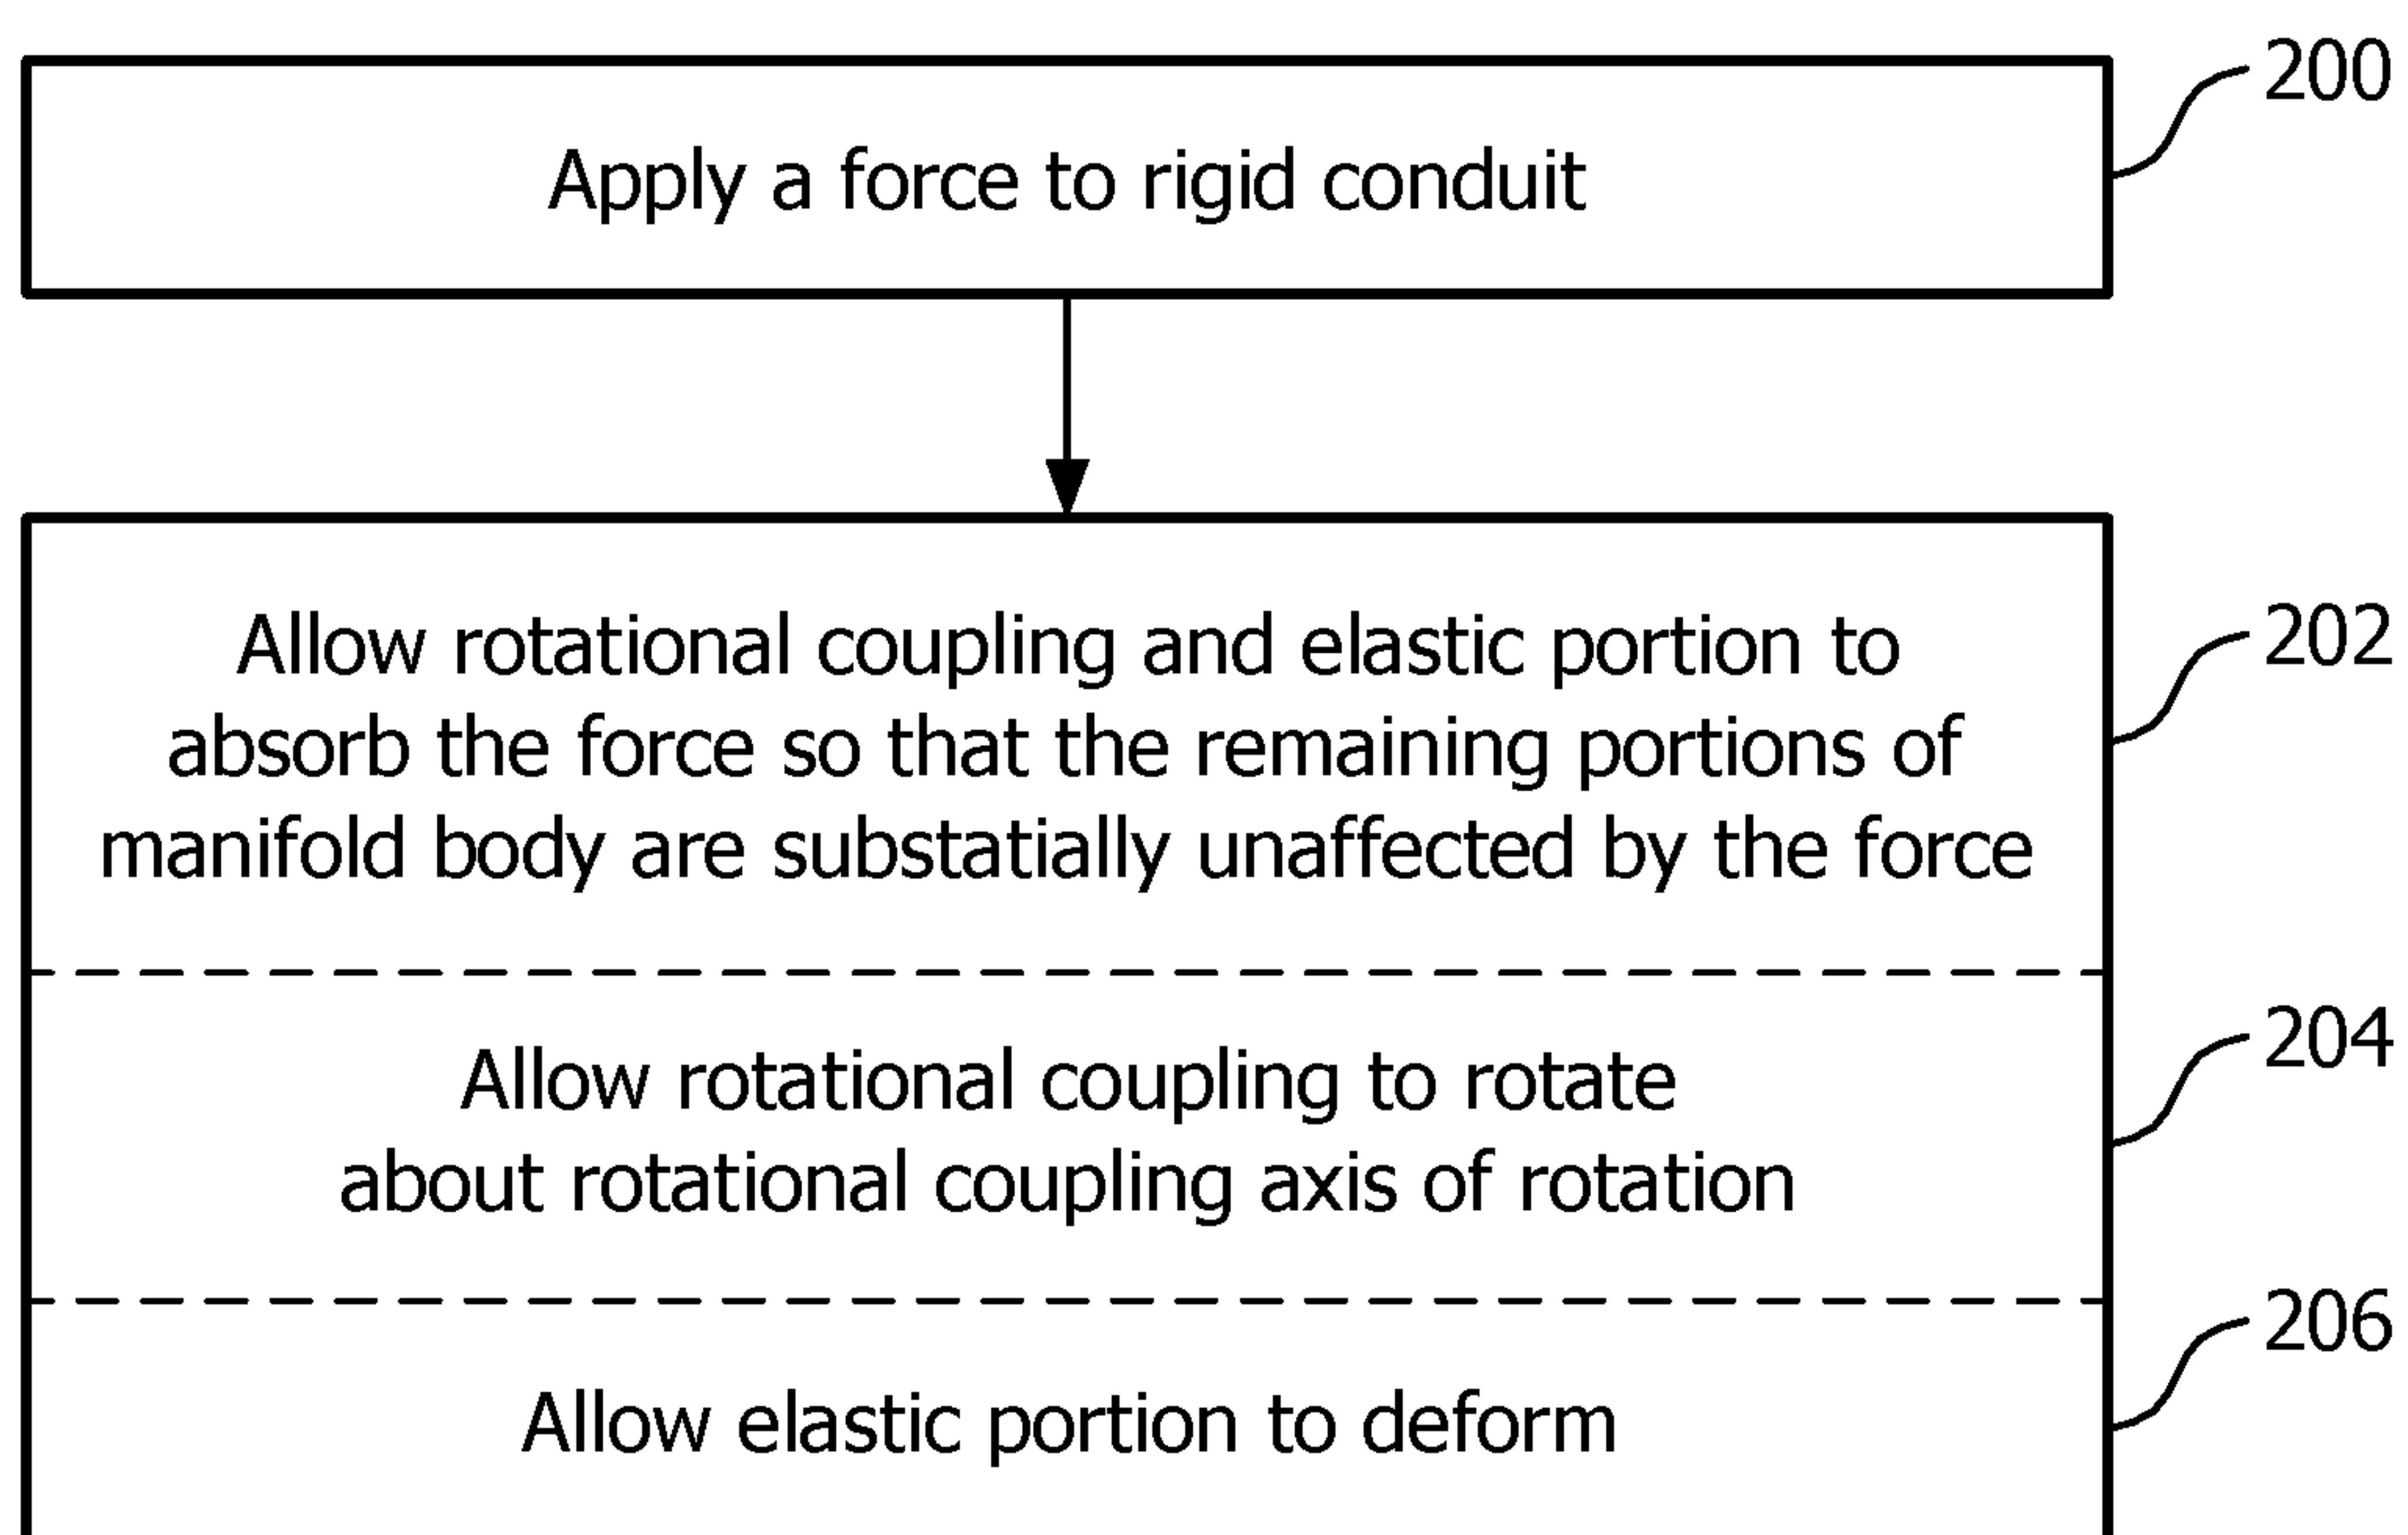 200
Apply a force to rigid conduit
202
Allow rotational coupling and elastic portion to
absorb the force so that the remaining portions of
manifold body are substatially unaffected by the force
204
Allow rotational coupling to rotate
about rotational coupling axis of rotation
206
Allow elastic portion to deform